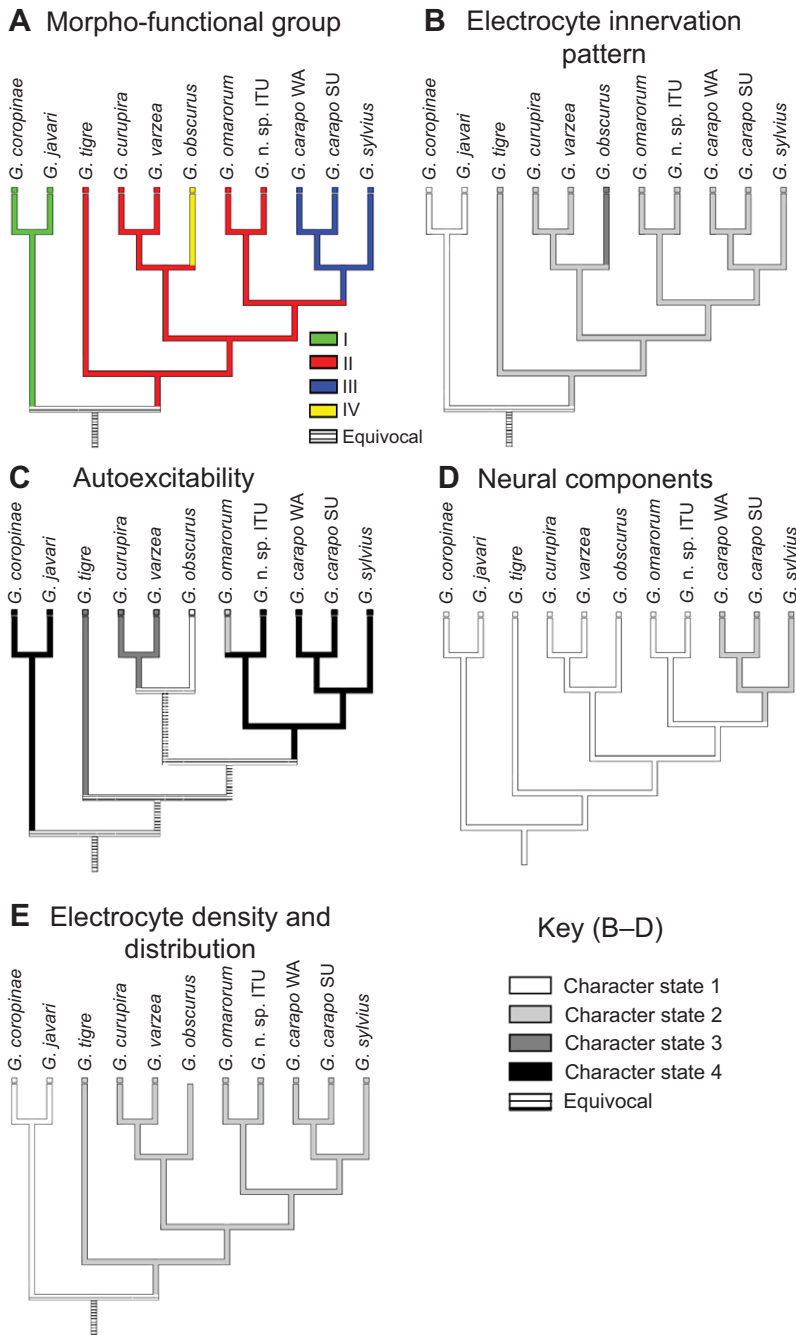 A Morpho-functional group
G. coropinae
G. javari
G. tigre
G. curupira
G. varzea
G. obscurus
G. omarorum
G. n. sp. ITU
G. carapo WA
G. carapo SU
G. sylvius
I
II
III
IV
Equivocal
B Electrocyte innervation
pattern
G. coropinae
G. javari
G. tigre
G. curupira
G. varzea
G. obscurus
G. omarorum
G. n. sp. ITU
G. carapo WA
G. carapo SU
G. sylvius
C Autoexcitability
G. coropinae
G. javari
G. tigre
G. curupira
G. varzea
G. obscurus
G. omarorum
G. n. sp. ITU
G. carapo WA
G. carapo SU
G. sylvius
D Neural components
G. coropinae
G. javari
G. tigre
G. curupira
G. varzea
G. obscurus
G. omarorum
G. n. sp. ITU
G. carapo WA
G. carapo SU
G. sylvius
E Electrocyte density and
distribution
G. coropinae
G. javari
G. tigre
G. curupira
G. varzea
G. obscurus
G. omarorum
G. n. sp. ITU
G. carapo WA
G. carapo SU
G. sylvius
Key (B–D)
Character state 1
Character state 2
Character state 3
Character state 4
Equivocal